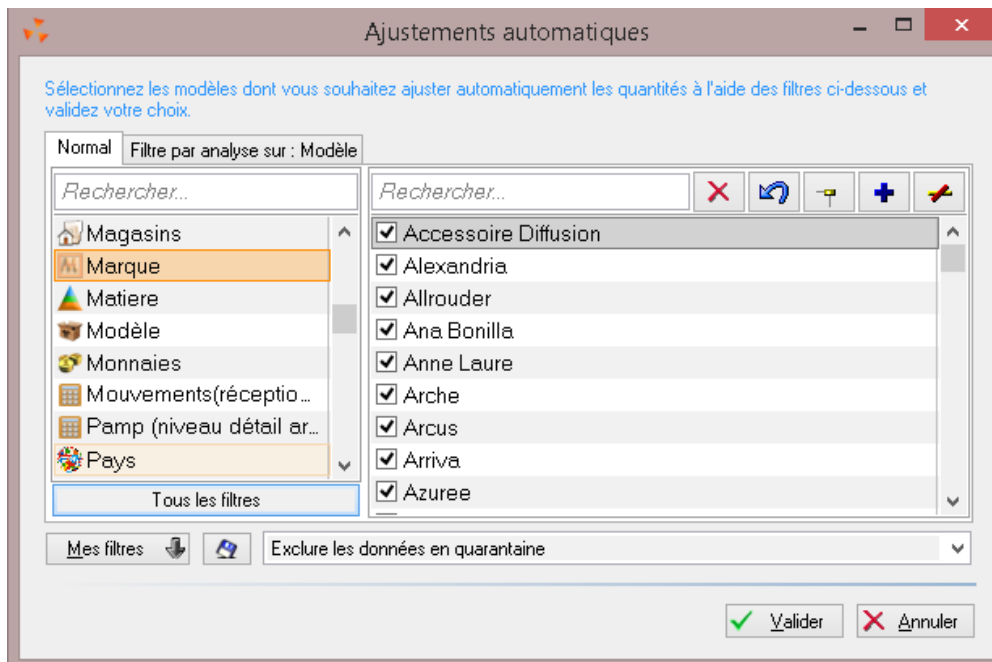 Ajustements automatiques
Sélectionnez les modèles dont vous souhaitez ajuster automatiquement les quantités à l'aide des filtres ci-dessous et
validez votre choix.
Normal
Filtre par analyse sur : Modèle
Rechercher...
Rechercher...
Magasins
Marque
Matiere
Modèle
Monnaies
Mouvements(réceptio...
Pamp (niveau détail ar...
Pays
Tous les filtres
Accessoire Diffusion
Alexandria
Allrouder
Ana Bonilla
Anne Laure
Arche
Arcus
Arriva
Azuree
Mes filtres
Exclure les données en quarantaine
Valider
Annuler